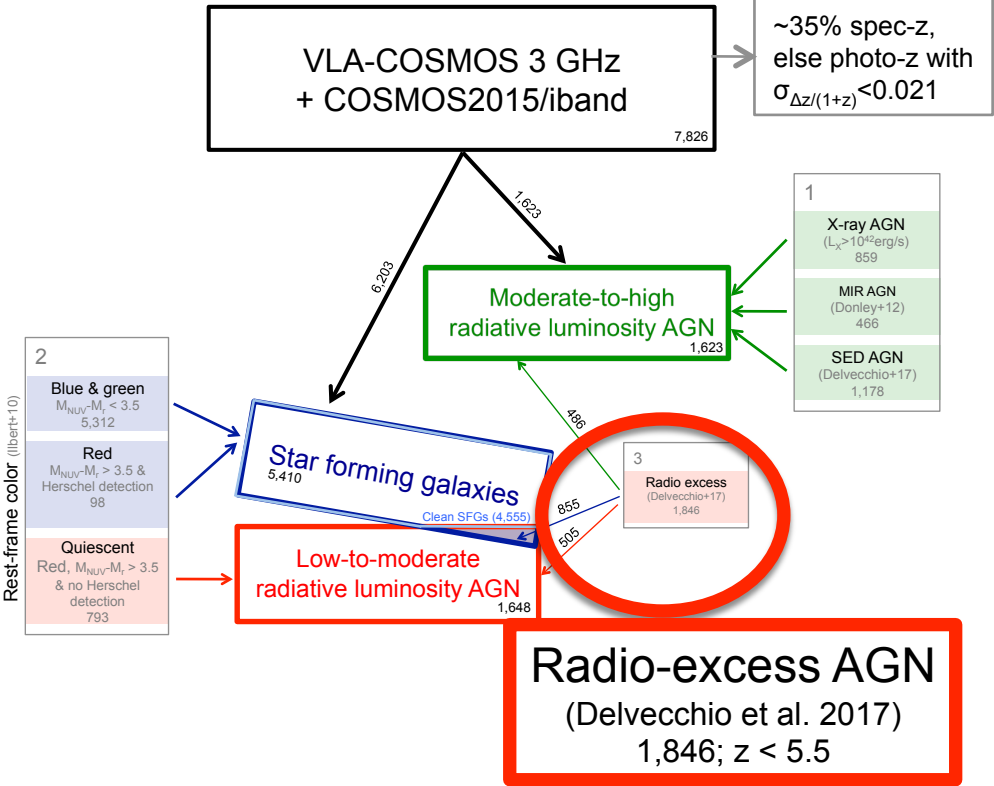 VLA-COSMOS 3 GHz
+ COSMOS2015/iband
7,826
~35% spec-z,
else photo-z with
σΔz/(1+z)<0.021
1,623
6,203
1
X-ray AGN
(LX>10^42erg/s)
859
MIR AGN
(Donley+12)
466
SED AGN
(Delvecchio+17)
1,178
Moderate-to-high
radiative luminosity AGN
1,623
Rest-frame color (Ilbert+10)
2
Blue & green
MNUV-Mr < 3.5
5,312
Red
MNUV-Mr > 3.5 &
Herschel detection
98
Quiescent
Red, MNUV-Mr > 3.5
& no Herschel
detection
793
Star forming galaxies
5,410
Clean SFGs (4,555)
486
855
505
3
Radio excess
(Delvecchio+17)
1,846
Low-to-moderate
radiative luminosity AGN
1,648
Radio-excess AGN
(Delvecchio et al. 2017)
1,846; z < 5.5